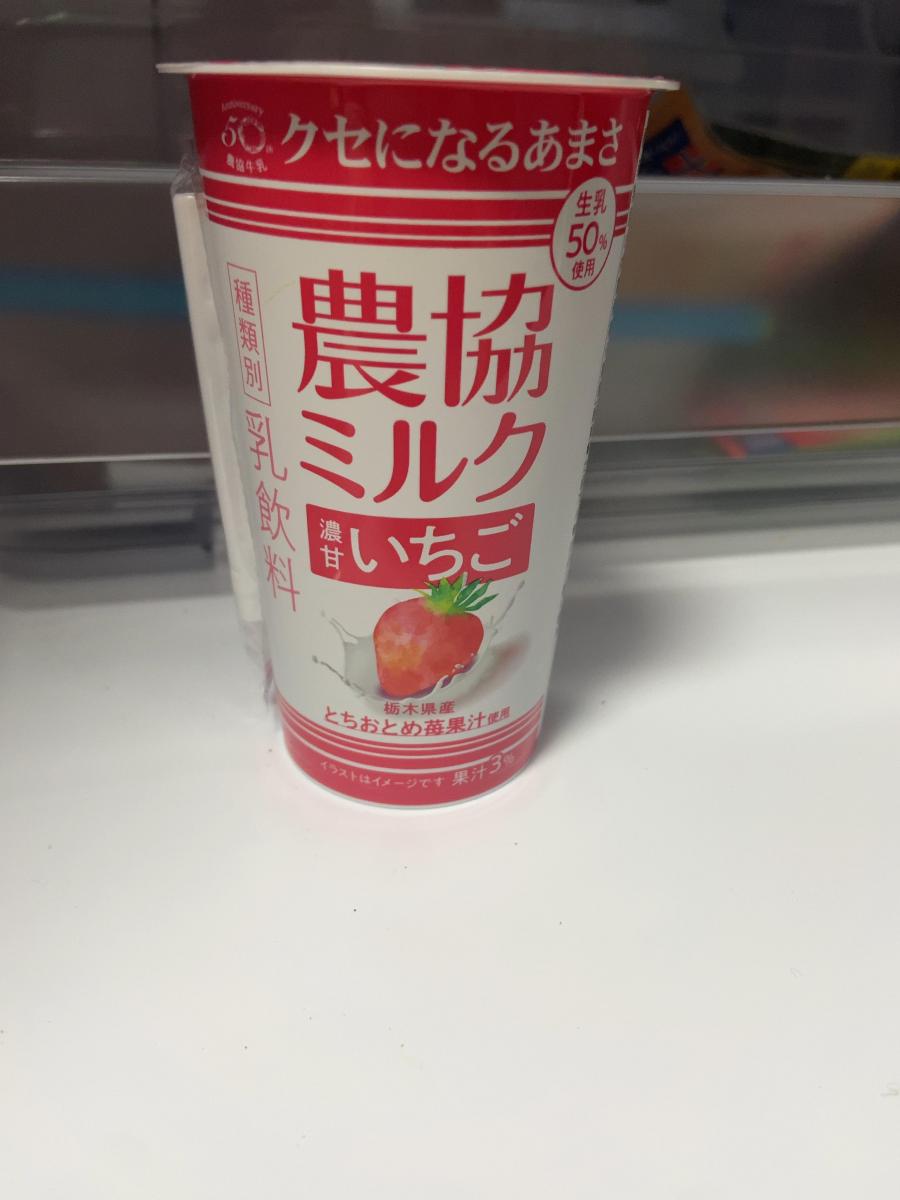 Anniversary
50th
農協牛乳
クセになるあまさ
生乳
50%
使用
種類別
乳飲料
農協
ミルク
濃甘
いちご
栃木県産
とちおとめ苺果汁使用
イラストはイメージです 果汁3%